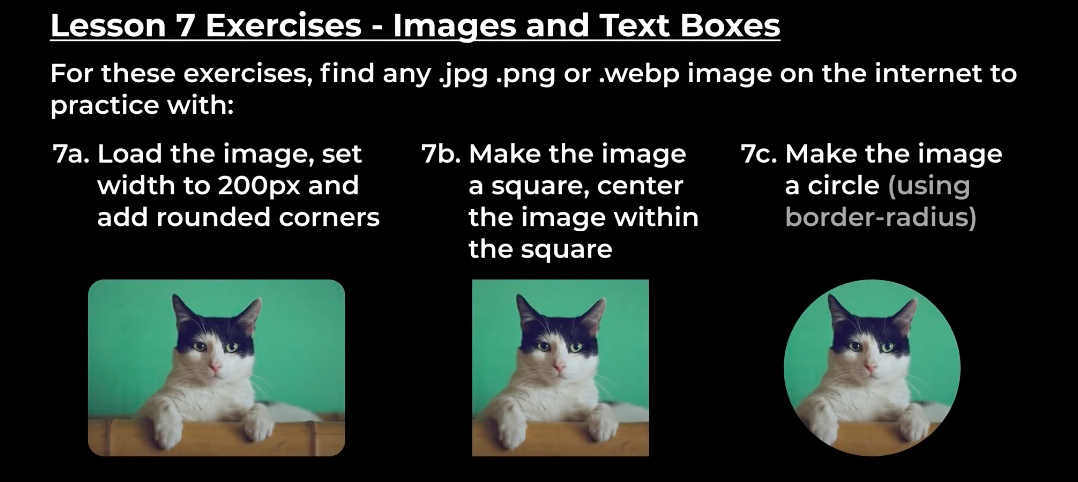 Lesson 7 Exercises - Images and Text Boxes
For these exercises, find any .jpg .png or .webp image on the internet to
practice with:
7a. Load the image, set
width to 200px and
add rounded corners
7b. Make the image
a square, center
the image within
the square
7c. Make the image
a circle (using
border-radius)